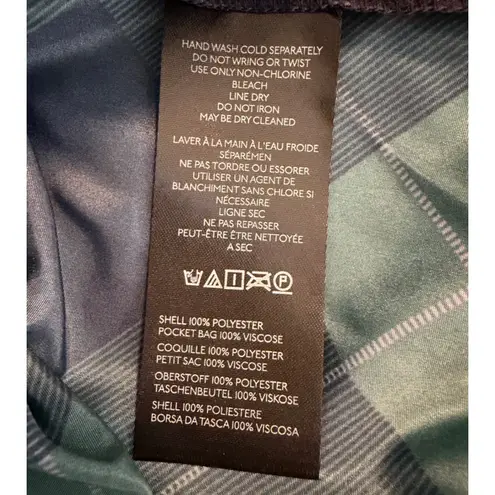 HAND WASH COLD SEPARATELY
DO NOT WRING OR TWIST
USE ONLY NON-CHLORINE
BLEACH
LINE DRY
DO NOT IRON
MAY BE DRY CLEANED
LAVER À LA MAIN À L'EAU FROIDE
SÉPARÉMEN
NE PAS TORDRE OU ESSORER
UTILISER UN AGENT DE
BLANCHIMENT SANS CHLORE SI
NÉCESSAIRE
LIGNE SEC
NE PAS REPASSER
PEUT-ÊTRE ÊTRE NETTOYÉE
A SEC
P
SHELL 100% POLYESTER
POCKET BAG 100% VISCOSE
COQUILLE 100% POLYESTER
PETIT SAC 100% VISCOSE
OBERSTOFF 100% POLYESTER
TASCHENBEUTEL 100% VISKOSE
SHELL 100% POLIESTERE
BORSA DA TASCA 100% VISCOSA